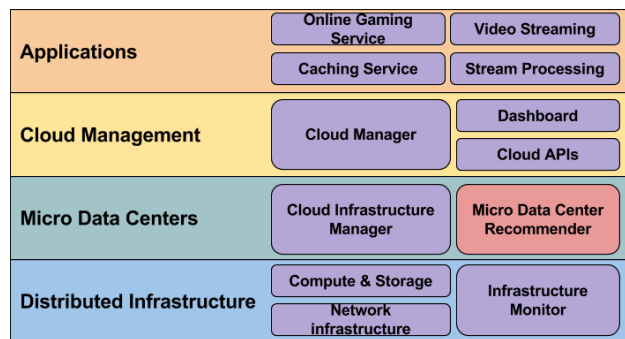 Applications
Online Gaming
Service
Video Streaming
Caching Service
Stream Processing
Cloud Management
Cloud Manager
Dashboard
Cloud APIs
Micro Data Centers
Cloud Infrastructure
Manager
Micro Data Center
Recommender
Distributed Infrastructure
Compute & Storage
Network
infrastructure
Infrastructure
Monitor